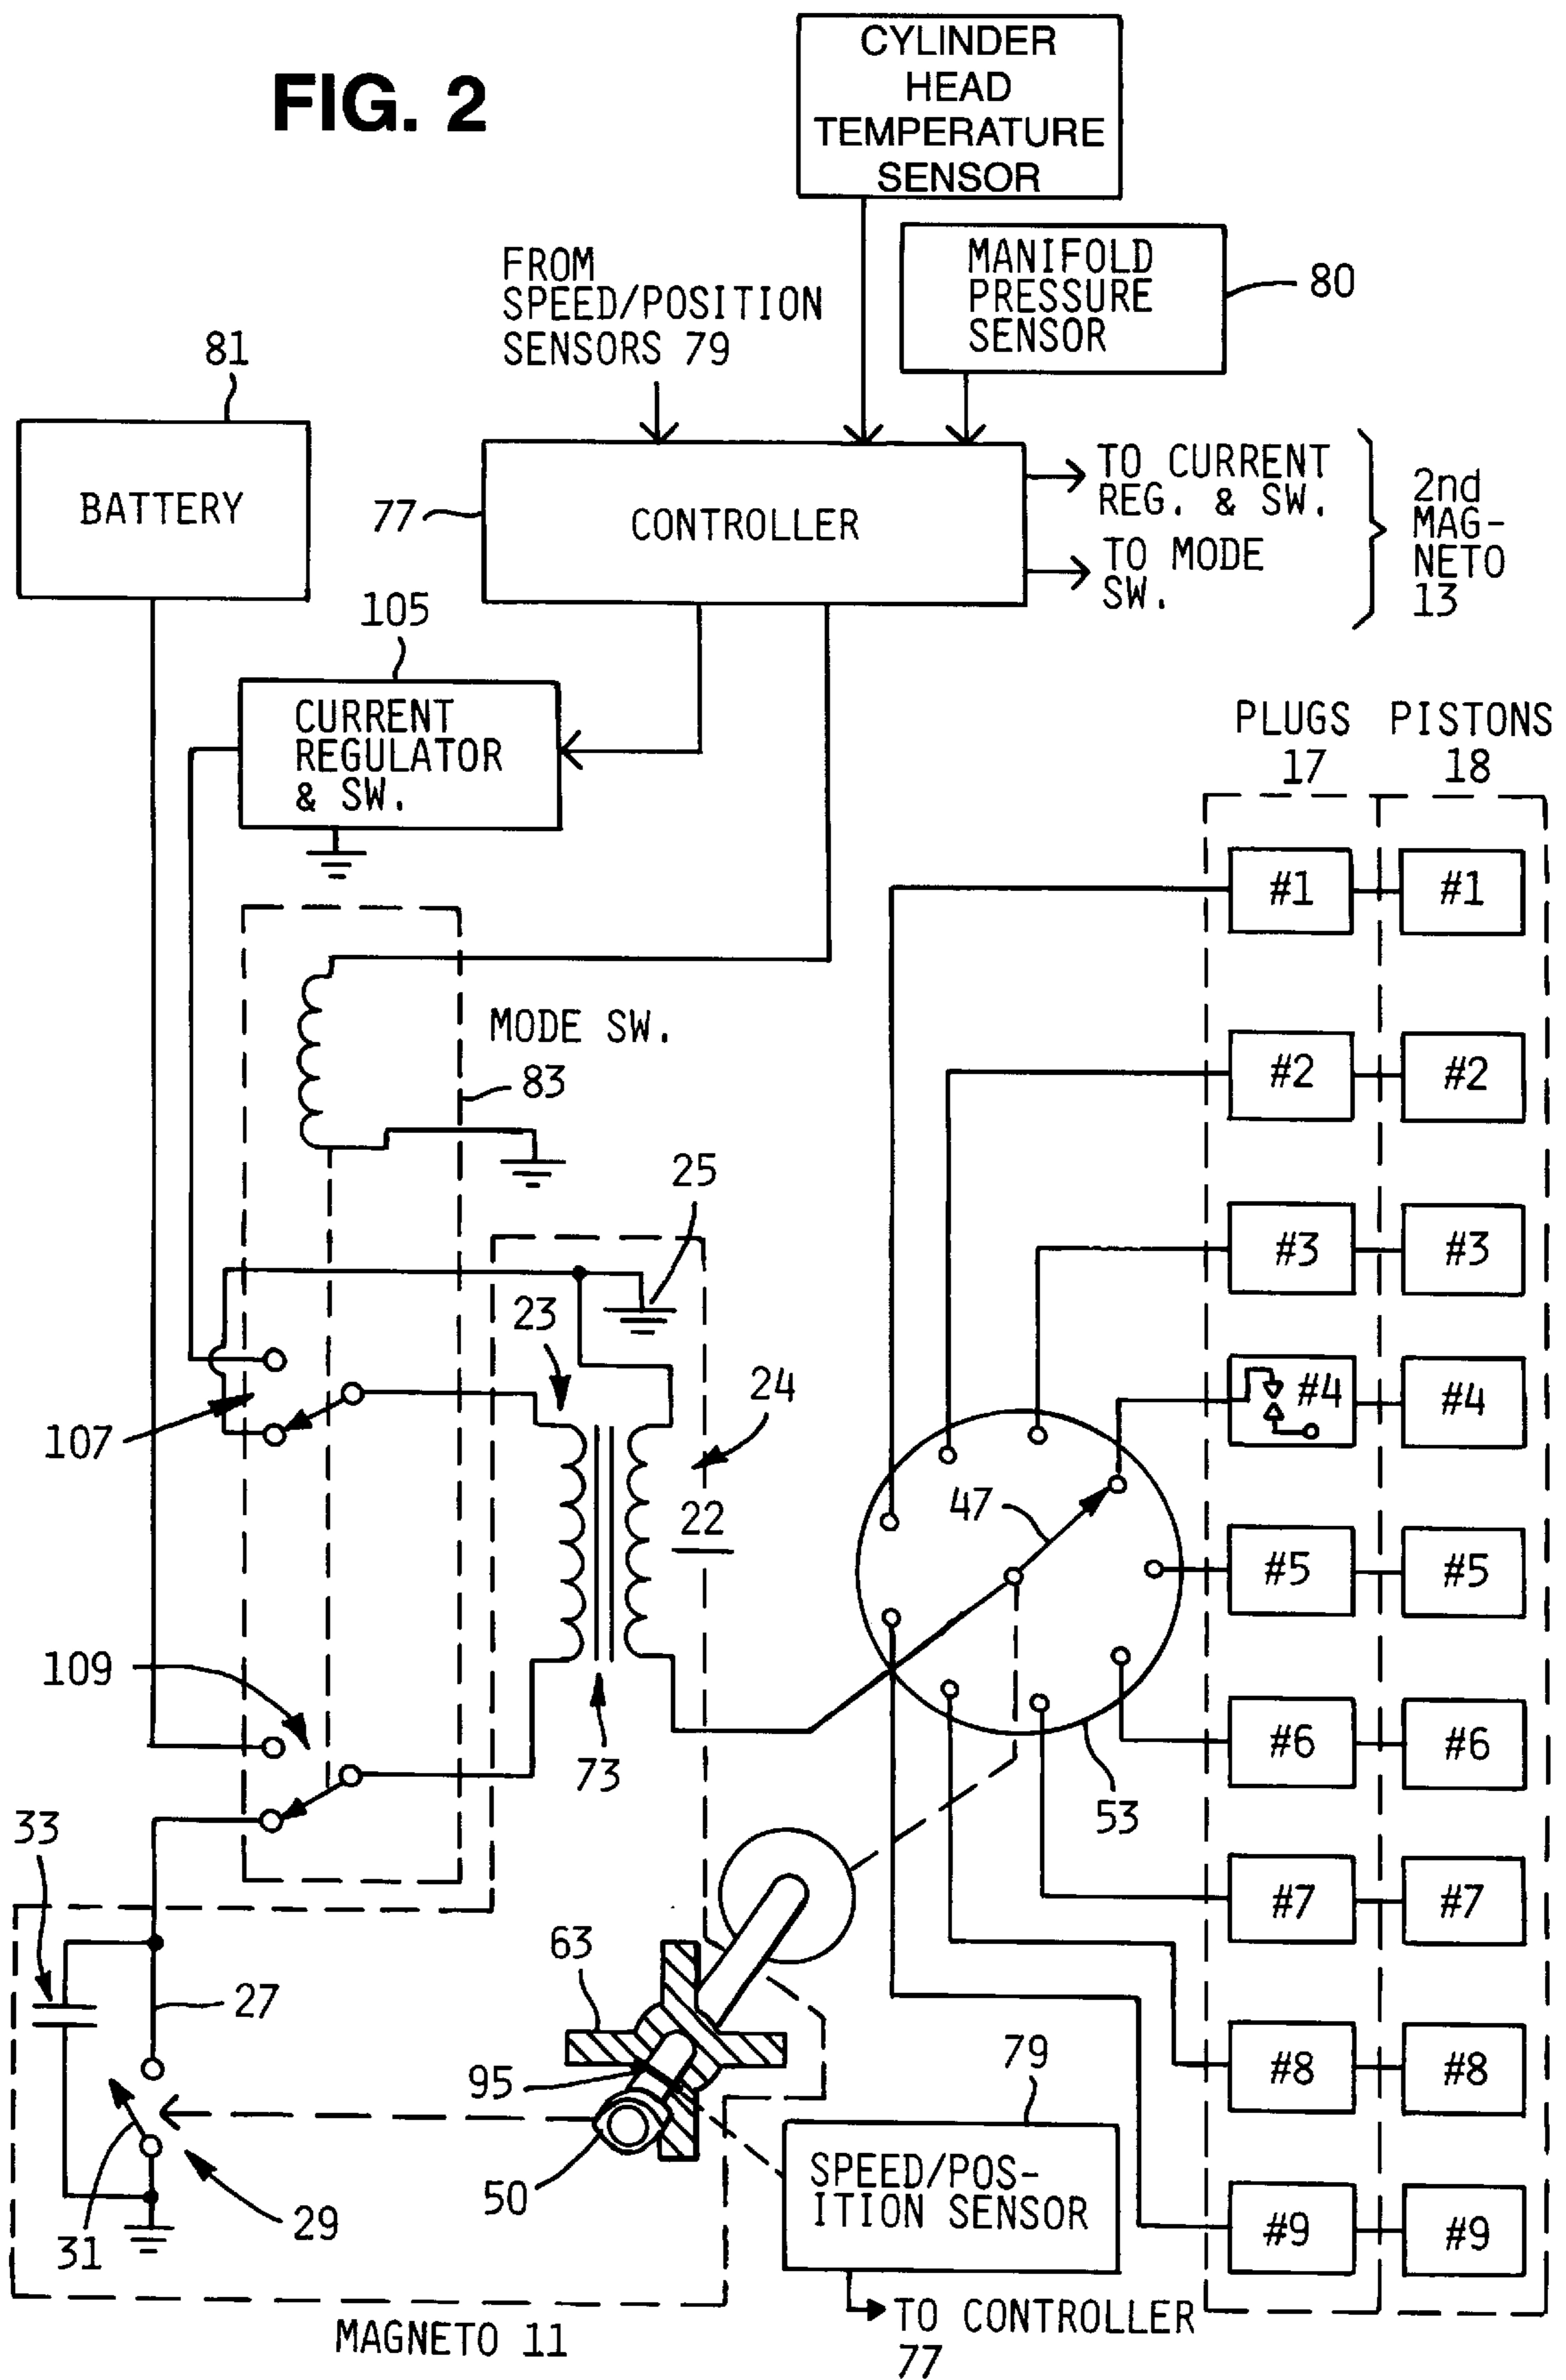 FIG. 2
CYLINDER
HEAD
TEMPERATURE
SENSOR
FROM
SPEED/POSITION
SENSORS 79
MANIFOLD
PRESSURE
SENSOR
80
81
BATTERY
77
CONTROLLER
TO CURRENT
REG. & SW.
TO MODE
SW.
2nd
MAG-
NETO
13
105
CURRENT
REGULATOR
& SW.
PLUGS
17
PISTONS
18
#1
#1
MODE SW.
83
#2
#2
25
#3
#3
23
107
24
#4
#4
47
22
#5
#5
109
73
#6
#6
53
33
63
27
#7
#7
95
79
#8
#8
50
31
29
SPEED/POS-
ITION SENSOR
#9
#9
MAGNETO 11
TO CONTROLLER
77